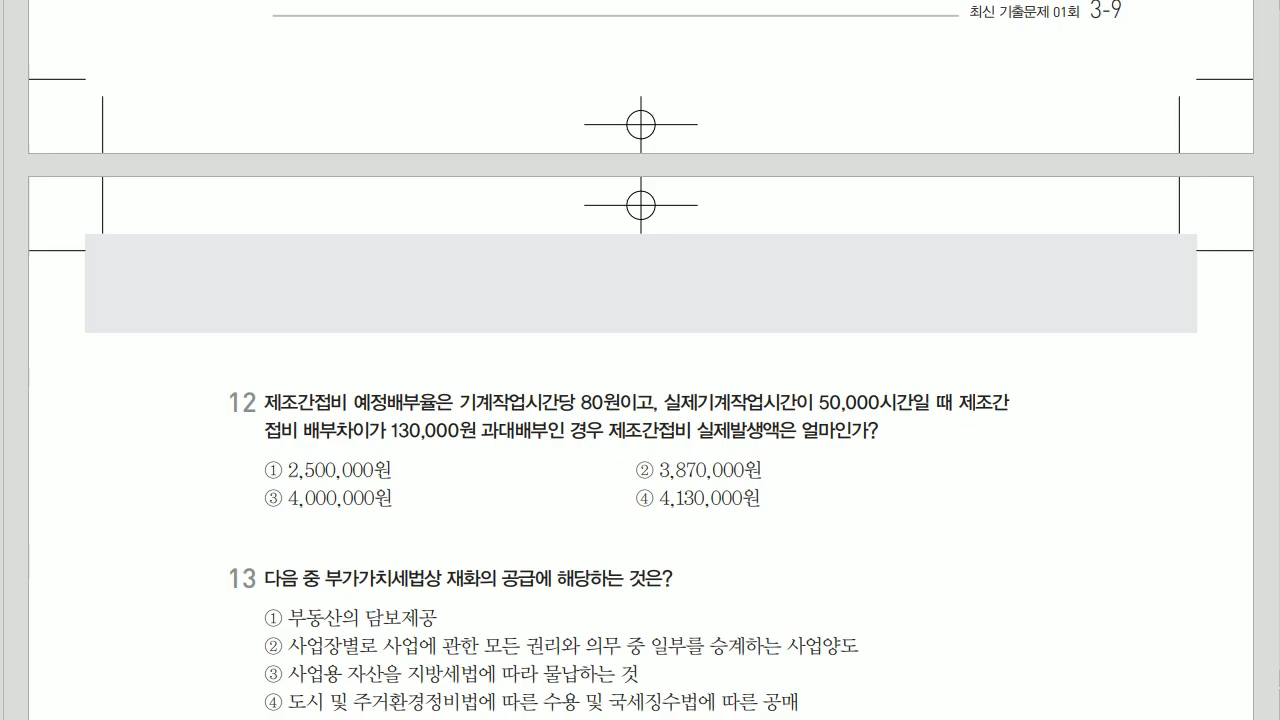 최신 기출문제 01회 3-9
12 제조간접비 예정배부율은 기계작업시간당 80원이고, 실제기계작업시간이 50,000시간일 때 제조간
접비 배부차이가 130,000원 과대배부인 경우 제조간접비 실제발생액은 얼마인가?
① 2,500,000원 ② 3,870,000원
③ 4,000,000원 ④ 4,130,000원
13 다음 중 부가가치세법상 재화의 공급에 해당하는 것은?
① 부동산의 담보제공
② 사업장별로 사업에 관한 모든 권리와 의무 중 일부를 승계하는 사업양도
③ 사업용 자산을 지방세법에 따라 물납하는 것
④ 도시 및 주거환경정비법에 따른 수용 및 국세징수법에 따른 공매